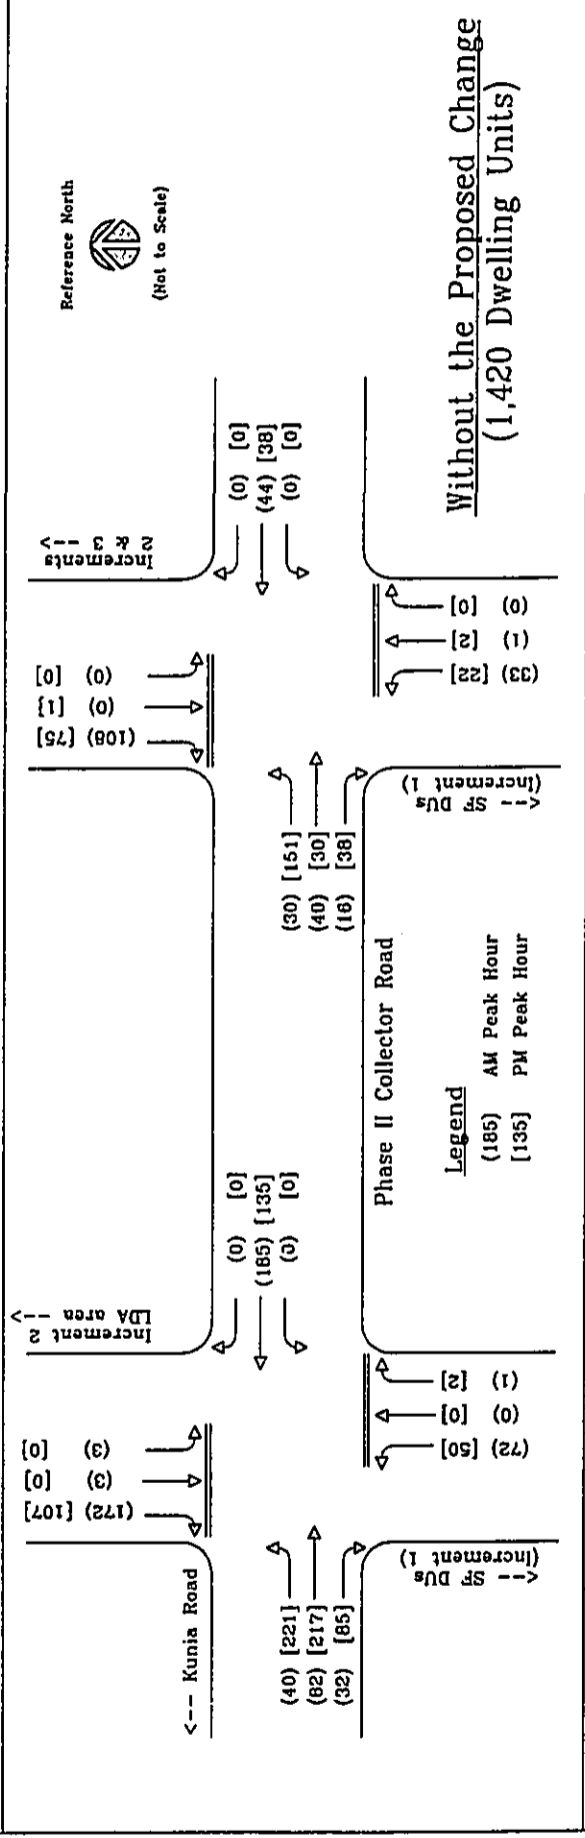 <-- Kunia Road
Increment 2
LDA area -->
Increments
2 & 3 -->
Reference North
(Not to Scale)
(172) [107]
(3) [0]
(3) [0]
(108) [75]
(0) [1]
(0) [0]
(0) [0]
(185) [135]
(0) [0]
(0) [0]
(44) [38]
(0) [0]
(40) [221]
(82) [217]
(32) [85]
(30) [151]
(40) [30]
(16) [38]
(72) [50]
(0) [0]
(1) [2]
(33) [22]
(1) [2]
(0) [0]
<-- SF DUs
(Increment 1)
<-- SF DUs
(Increment 1)
Phase II Collector Road
Legend
(185) AM Peak Hour
[135] PM Peak Hour
Without the Proposed Change
(1,420 Dwelling Units)